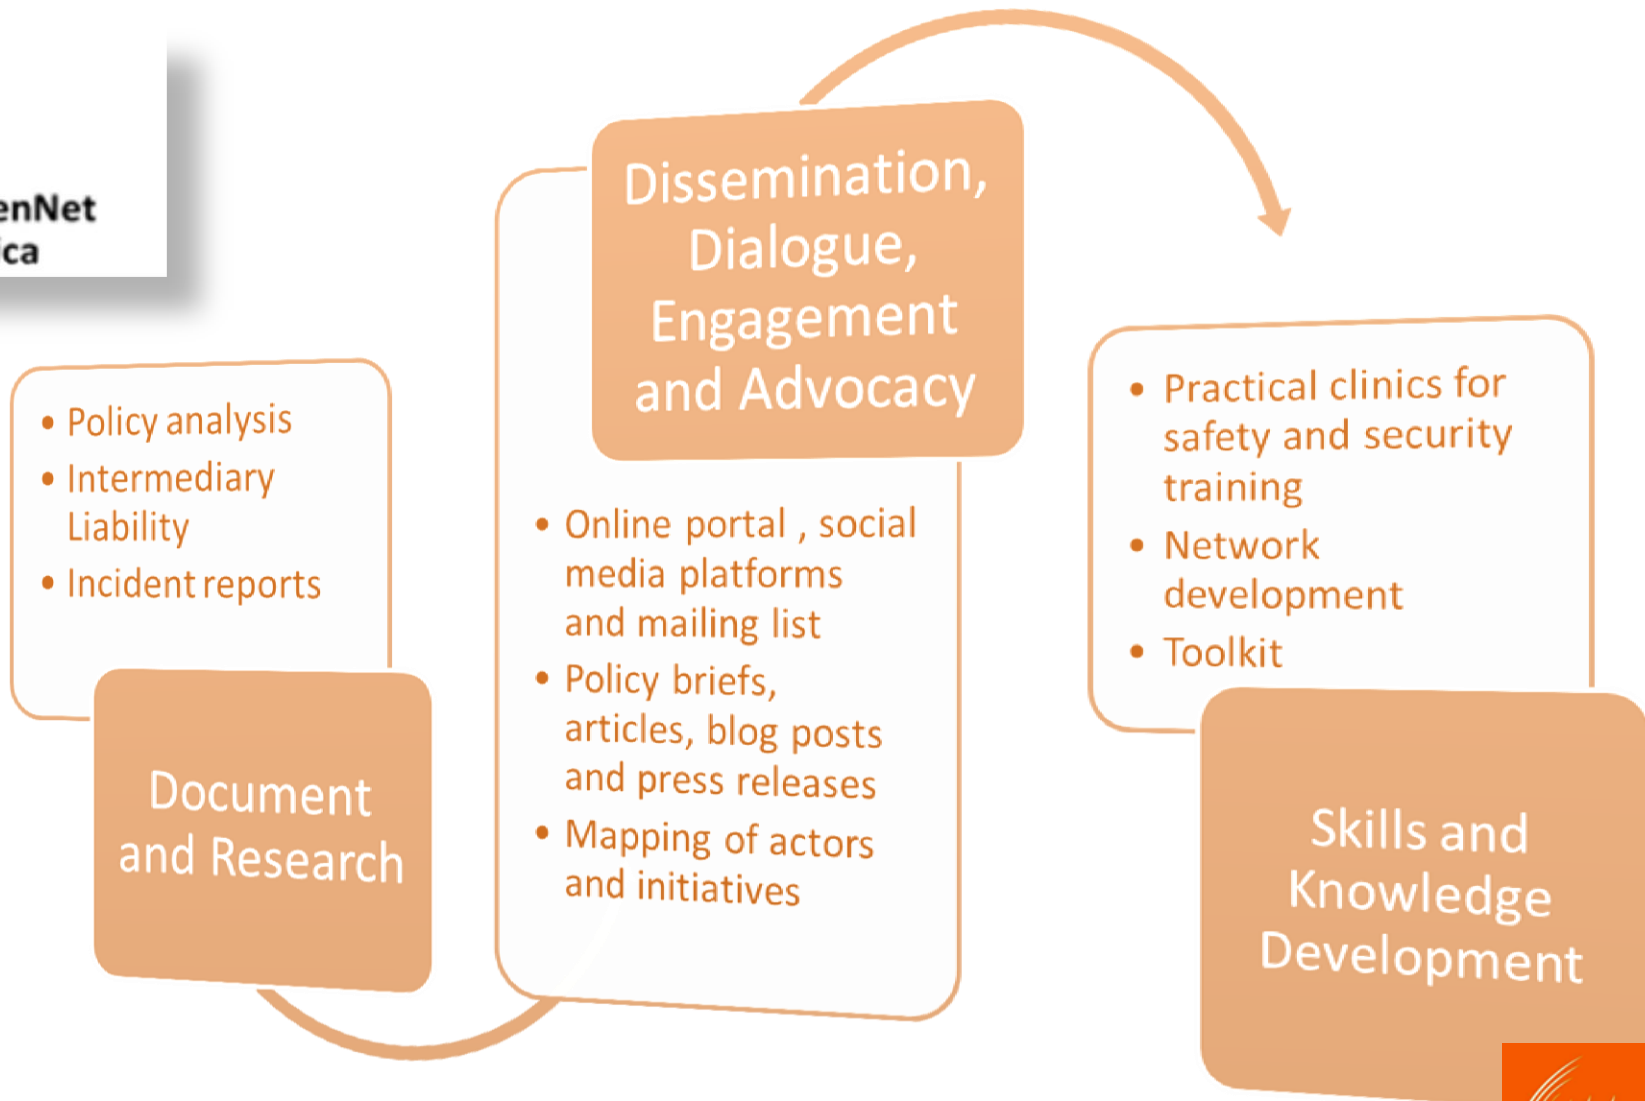 • Policy analysis
• Intermediary
Liability
• Incident reports
Document
and Research
Dissemination,
Dialogue,
Engagement
and Advocacy
• Online portal , social
media platforms
and mailing list
• Policy briefs,
articles, blog posts
and press releases
• Mapping of actors
and initiatives
• Practical clinics for
safety and security
training
• Network
development
• Toolkit
Skills and
Knowledge
Development